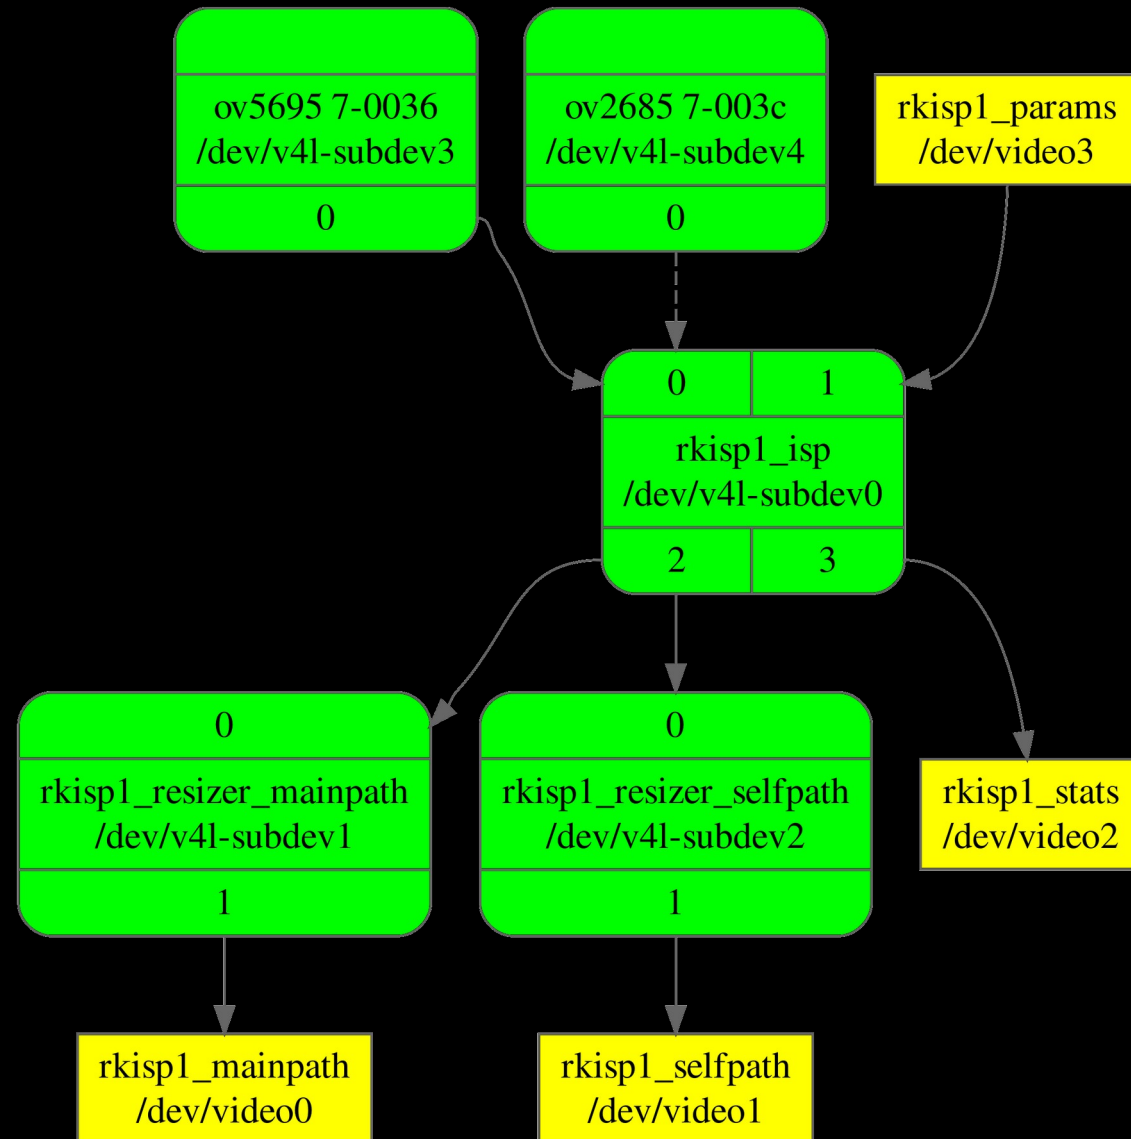 ov5695 7-0036
/dev/v4l-subdev3
0
ov2685 7-003c
/dev/v4l-subdev4
0
rkisp1_params
/dev/video3
0
1
rkisp1_isp
/dev/v4l-subdev0
2
3
0
rkisp1_resizer_mainpath
/dev/v4l-subdev1
1
0
rkisp1_resizer_selfpath
/dev/v4l-subdev2
1
rkisp1_stats
/dev/video2
rkisp1_mainpath
/dev/video0
rkisp1_selfpath
/dev/video1